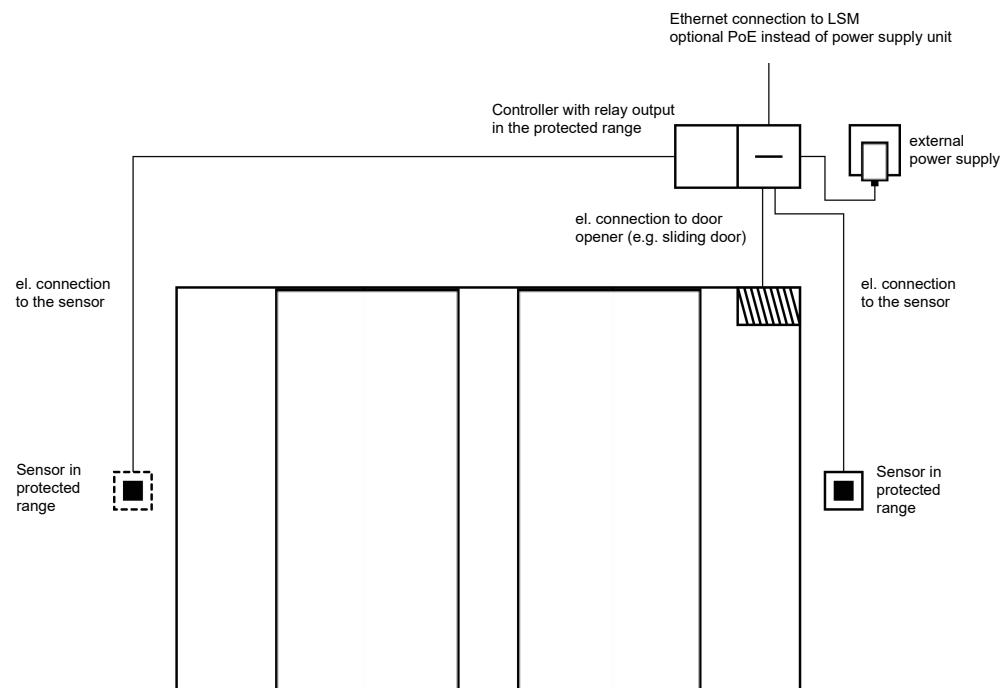 Ethernet connection to LSM
optional PoE instead of power supply unit
Controller with relay output
in the protected range
external
power supply
el. connection to door
opener (e.g. sliding door)
el. connection
to the sensor
el. connection
to the sensor
Sensor in
protected
range
Sensor in
protected
range